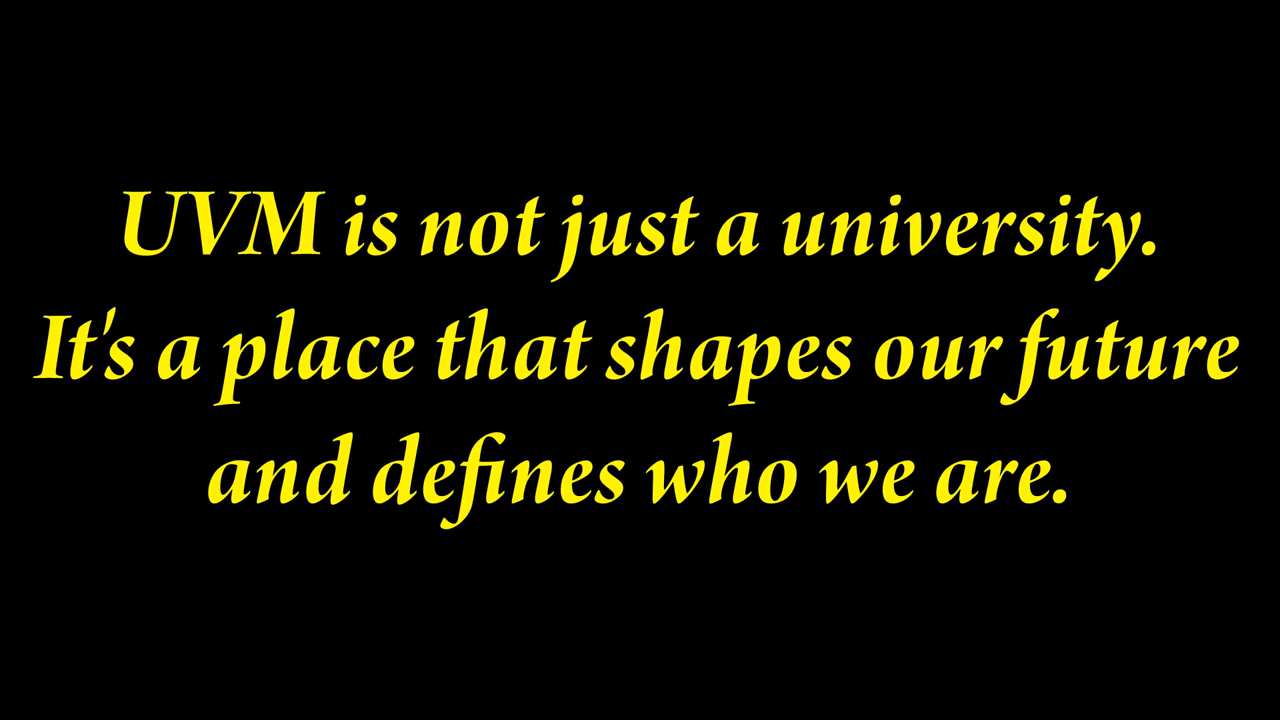 UVM is not just a university.
It's a place that shapes our future
and defines who we are.